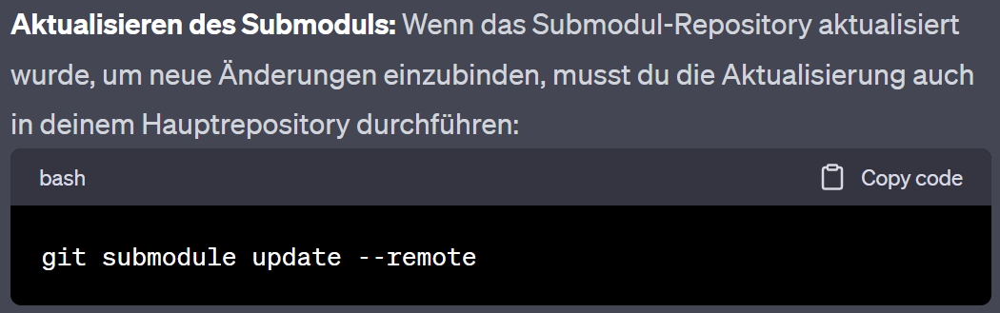 Aktualisieren des Submoduls: Wenn das Submodul-Repository aktualisiert
wurde, um neue Änderungen einzubinden, musst du die Aktualisierung auch
in deinem Hauptrepository durchführen:
bash Copy code
git submodule update --remote